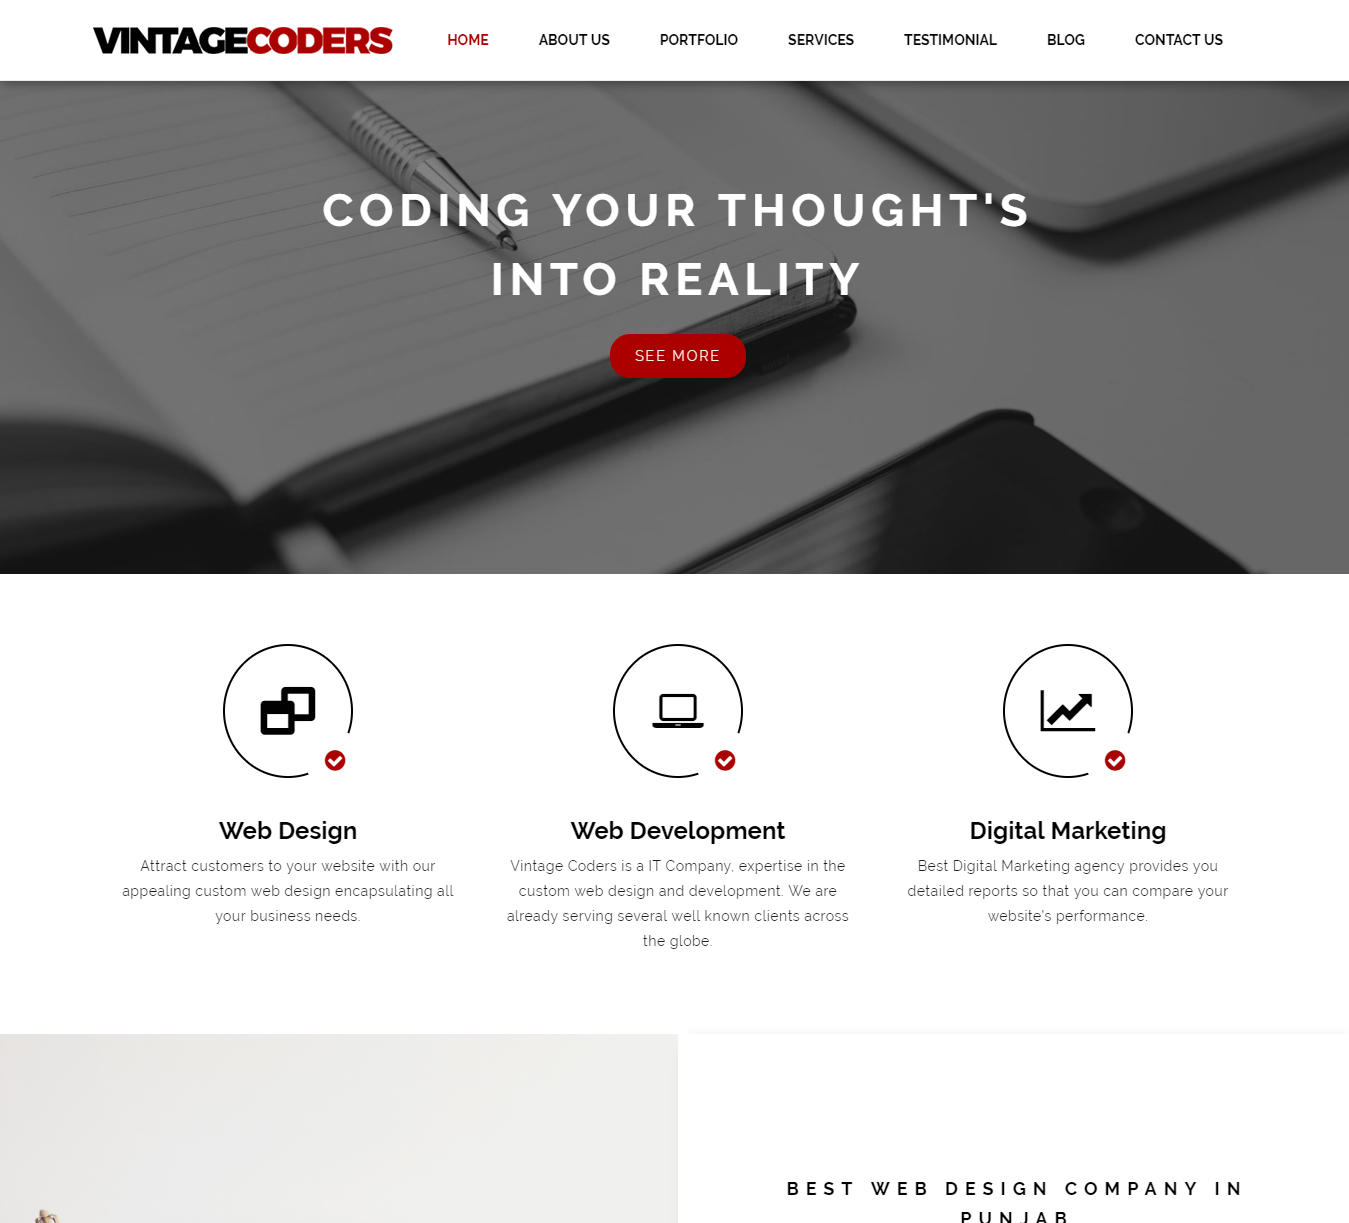 VINTAGECODERS
HOME ABOUT US PORTFOLIO SERVICES TESTIMONIAL BLOG CONTACT US
CODING YOUR THOUGHT'S
INTO REALITY
SEE MORE
Web Design
Attract customers to your website with our
appealing custom web design encapsulating all
your business needs.
Web Development
Vintage Coders is a IT Company, expertise in the
custom web design and development. We are
already serving several well known clients across
the globe.
Digital Marketing
Best Digital Marketing agency provides you
detailed reports so that you can compare your
website's performance.
BEST WEB DESIGN COMPANY IN
PUNJAB